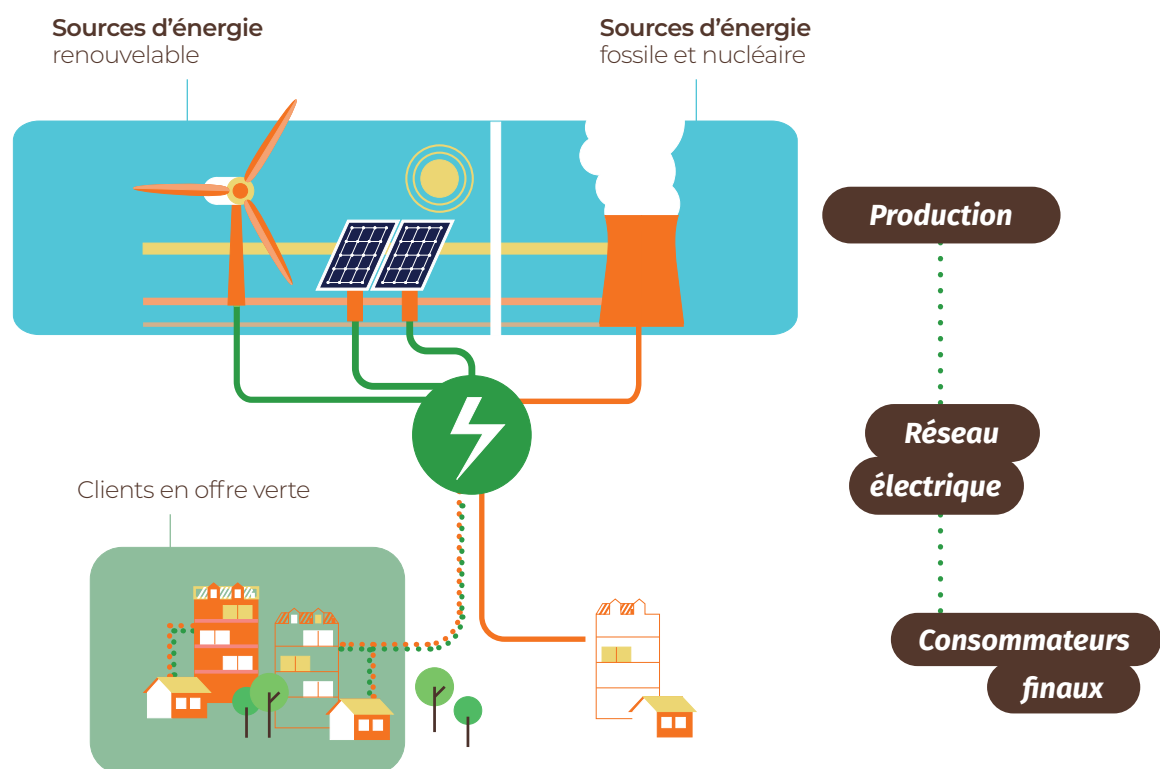 Sources d’énergie
renouvelable
Sources d’énergie
fossile et nucléaire
Production
Réseau
électrique
Clients en offre verte
Consommateurs
finaux